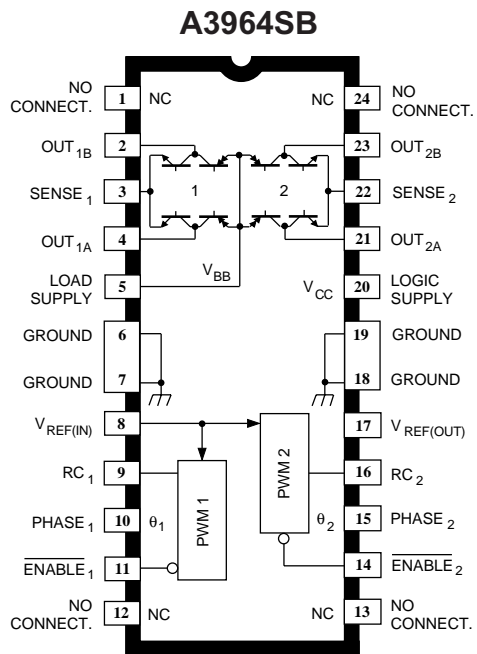 A3964SB
NO CONNECT. 1 NC NC 24 NO CONNECT.
OUT1B 2 23 OUT2B
SENSE1 3 1 2 22 SENSE2
OUT1A 4 21 OUT2A
LOAD SUPPLY 5 VBB VCC 20 LOGIC SUPPLY
GROUND 6 19 GROUND
GROUND 7 18 GROUND
VREF(IN) 8 17 VREF(OUT)
RC1 9 PWM 1 PWM 2 16 RC2
PHASE1 10 θ1 θ2 15 PHASE2
ENABLE1 11 14 ENABLE2
NO CONNECT. 12 NC NC 13 NO CONNECT.